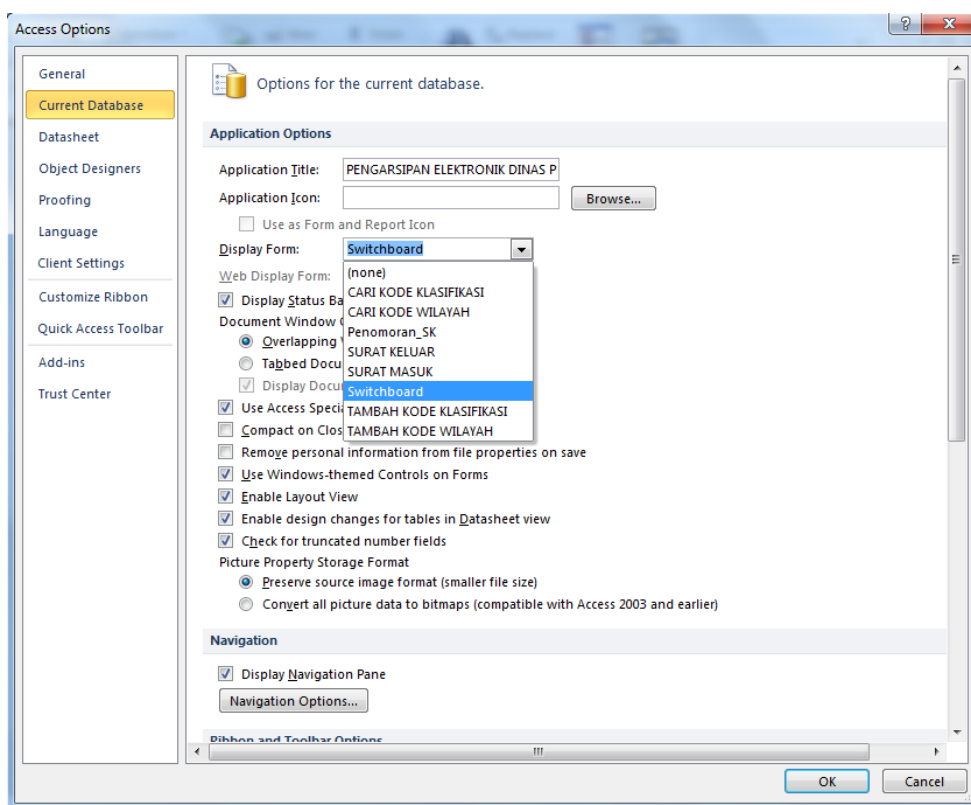 Access Options
General
Current Database
Datasheet
Object Designers
Proofing
Language
Client Settings
Customize Ribbon
Quick Access Toolbar
Add-ins
Trust Center
Options for the current database.
Application Options
Application Title: PENGARSIPAN ELEKTRONIK DINAS P
Application Icon: Browse...
Use as Form and Report Icon
Display Form: Switchboard
Web Display Form: (none)
CARI KODE KLASIFIKASI
Display Status Ba
CARI KODE WILAYAH
Document Window
Penomoran_SK
Overlapping
SURAT KELUAR
Tabbed Docu
SURAT MASUK
Display Docu
Switchboard
Use Access Speci
TAMBAH KODE KLASIFIKASI
Compact on Clos
TAMBAH KODE WILAYAH
Remove personal information from file properties on save
Use Windows-themed Controls on Forms
Enable Layout View
Enable design changes for tables in Datasheet view
Check for truncated number fields
Picture Property Storage Format
Preserve source image format (smaller file size)
Convert all picture data to bitmaps (compatible with Access 2003 and earlier)
Navigation
Display Navigation Pane
Navigation Options...
Ribbon and Toolbar Options
OK Cancel